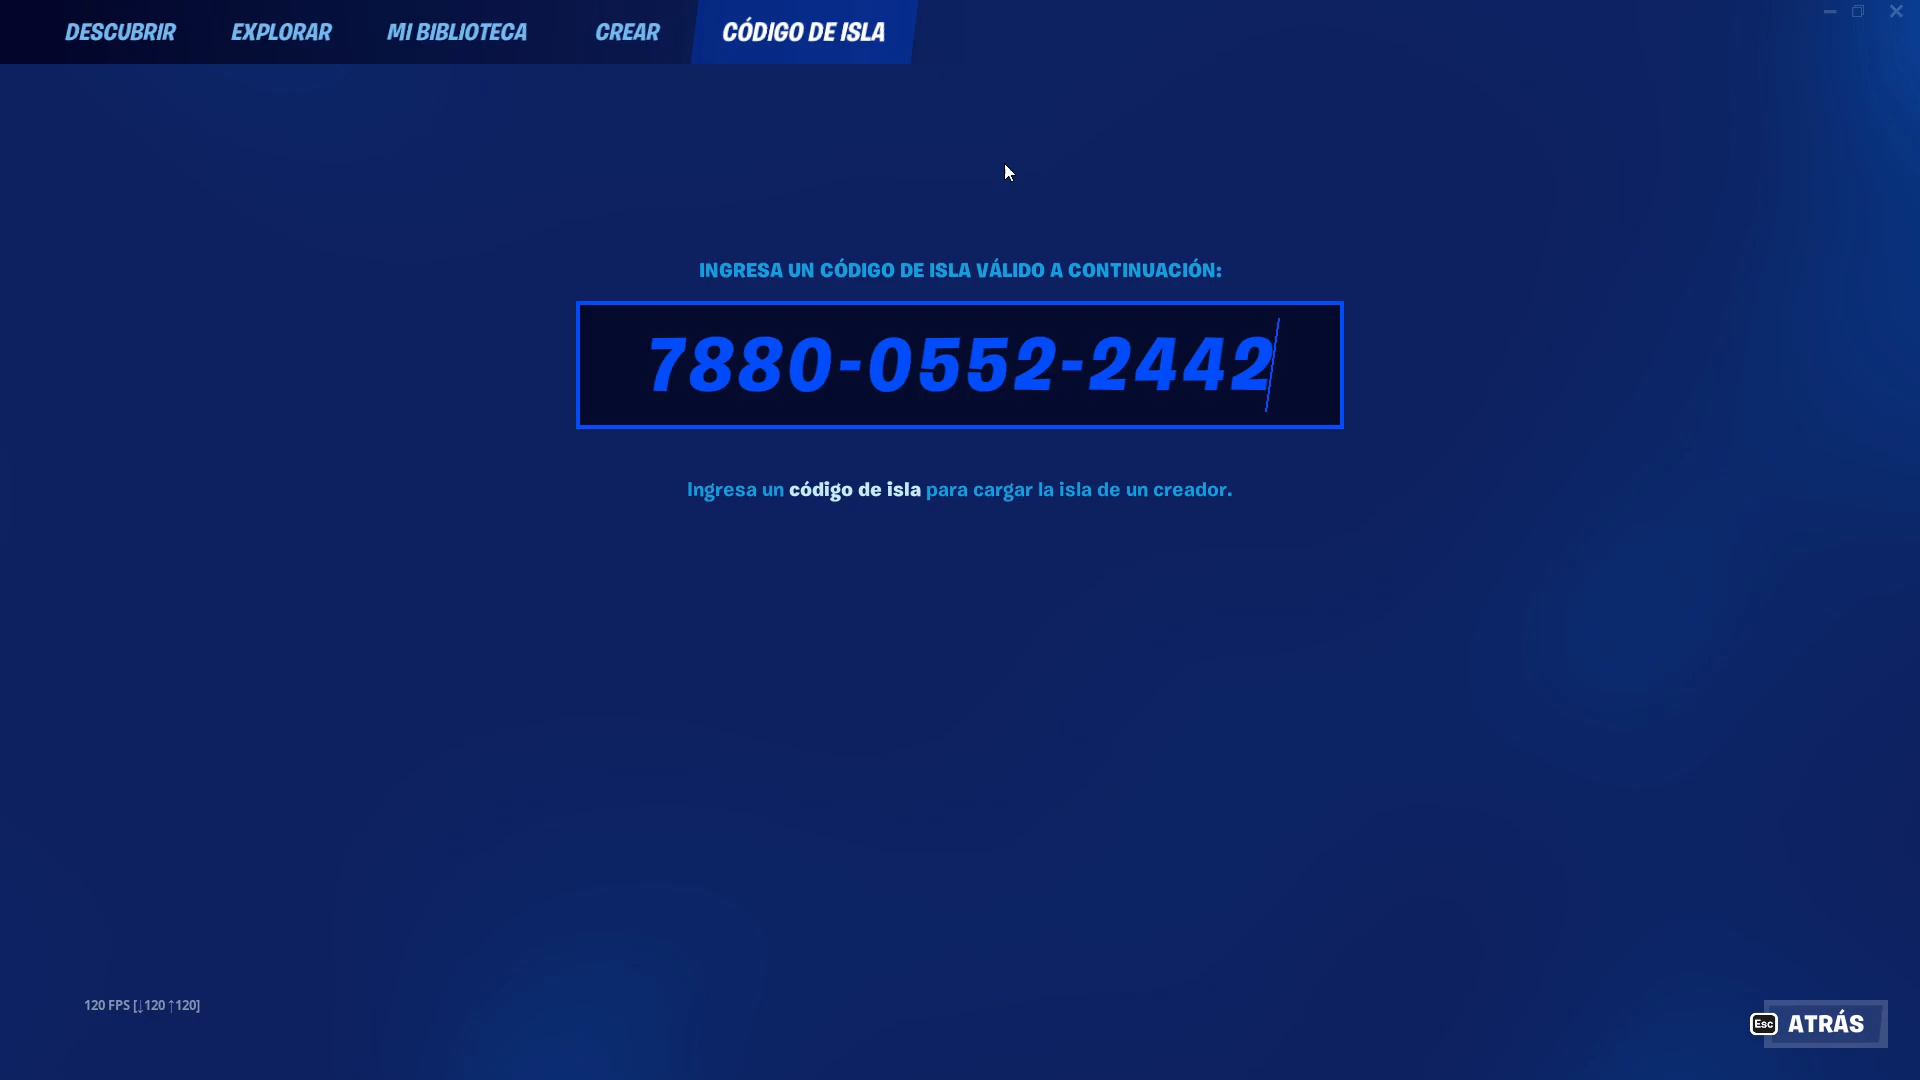 DESCUBRIR EXPLORAR MI BIBLIOTECA CREAR CÓDIGO DE ISLA
INGRESA UN CÓDIGO DE ISLA VÁLIDO A CONTINUACIÓN:
7880-0552-2442
Ingresa un código de isla para cargar la isla de un creador.
120 FPS [↓120 ↑120]
Esc ATRÁS